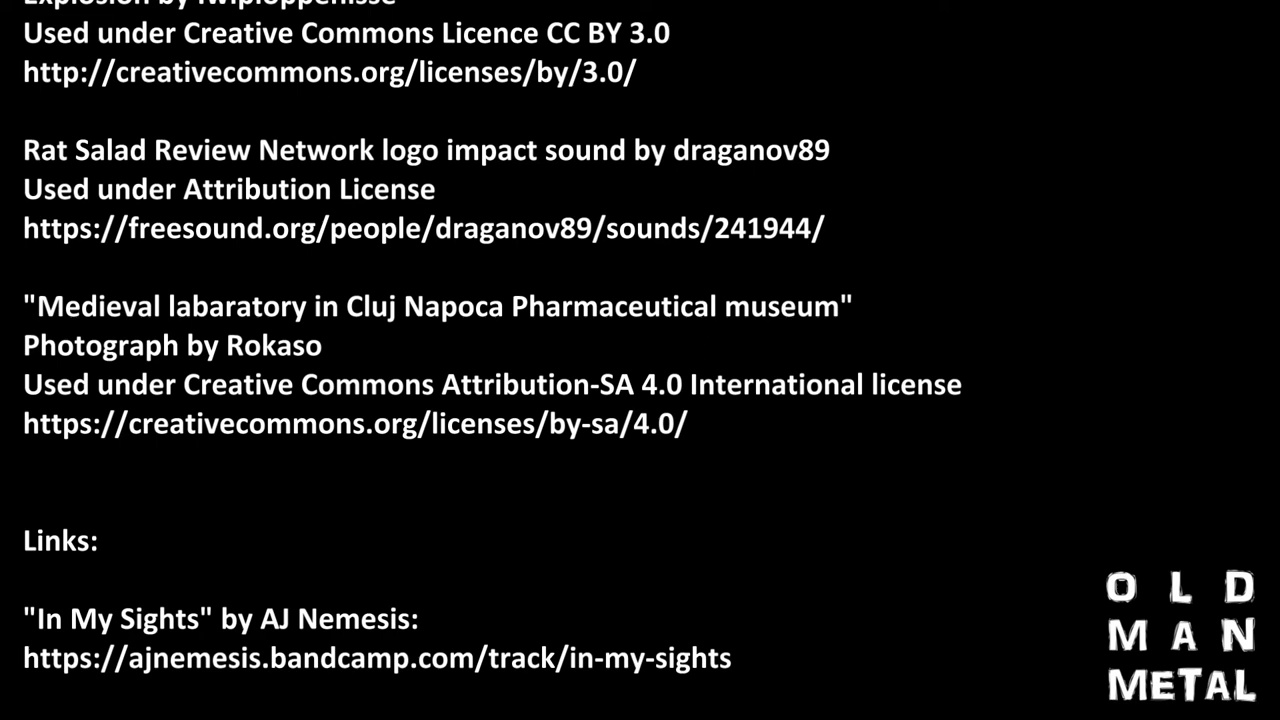 Used under Creative Commons Licence CC BY 3.0
http://creativecommons.org/licenses/by/3.0/
Rat Salad Review Network logo impact sound by draganov89
Used under Attribution License
https://freesound.org/people/draganov89/sounds/241944/
"Medieval labaratory in Cluj Napoca Pharmaceutical museum"
Photograph by Rokaso
Used under Creative Commons Attribution-SA 4.0 International license
https://creativecommons.org/licenses/by-sa/4.0/
Links:
"In My Sights" by AJ Nemesis:
https://ajnemesis.bandcamp.com/track/in-my-sights
OLD
MAN
METAL